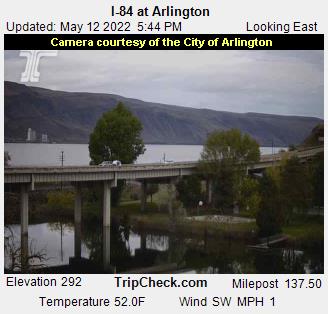 I-84 at Arlington
Updated: May 12 2022 5:44 PM Looking East
Camera courtesy of the City of Arlington
Elevation 292 TripCheck.com Milepost 137.50
Temperature 52.0F Wind SW MPH 1